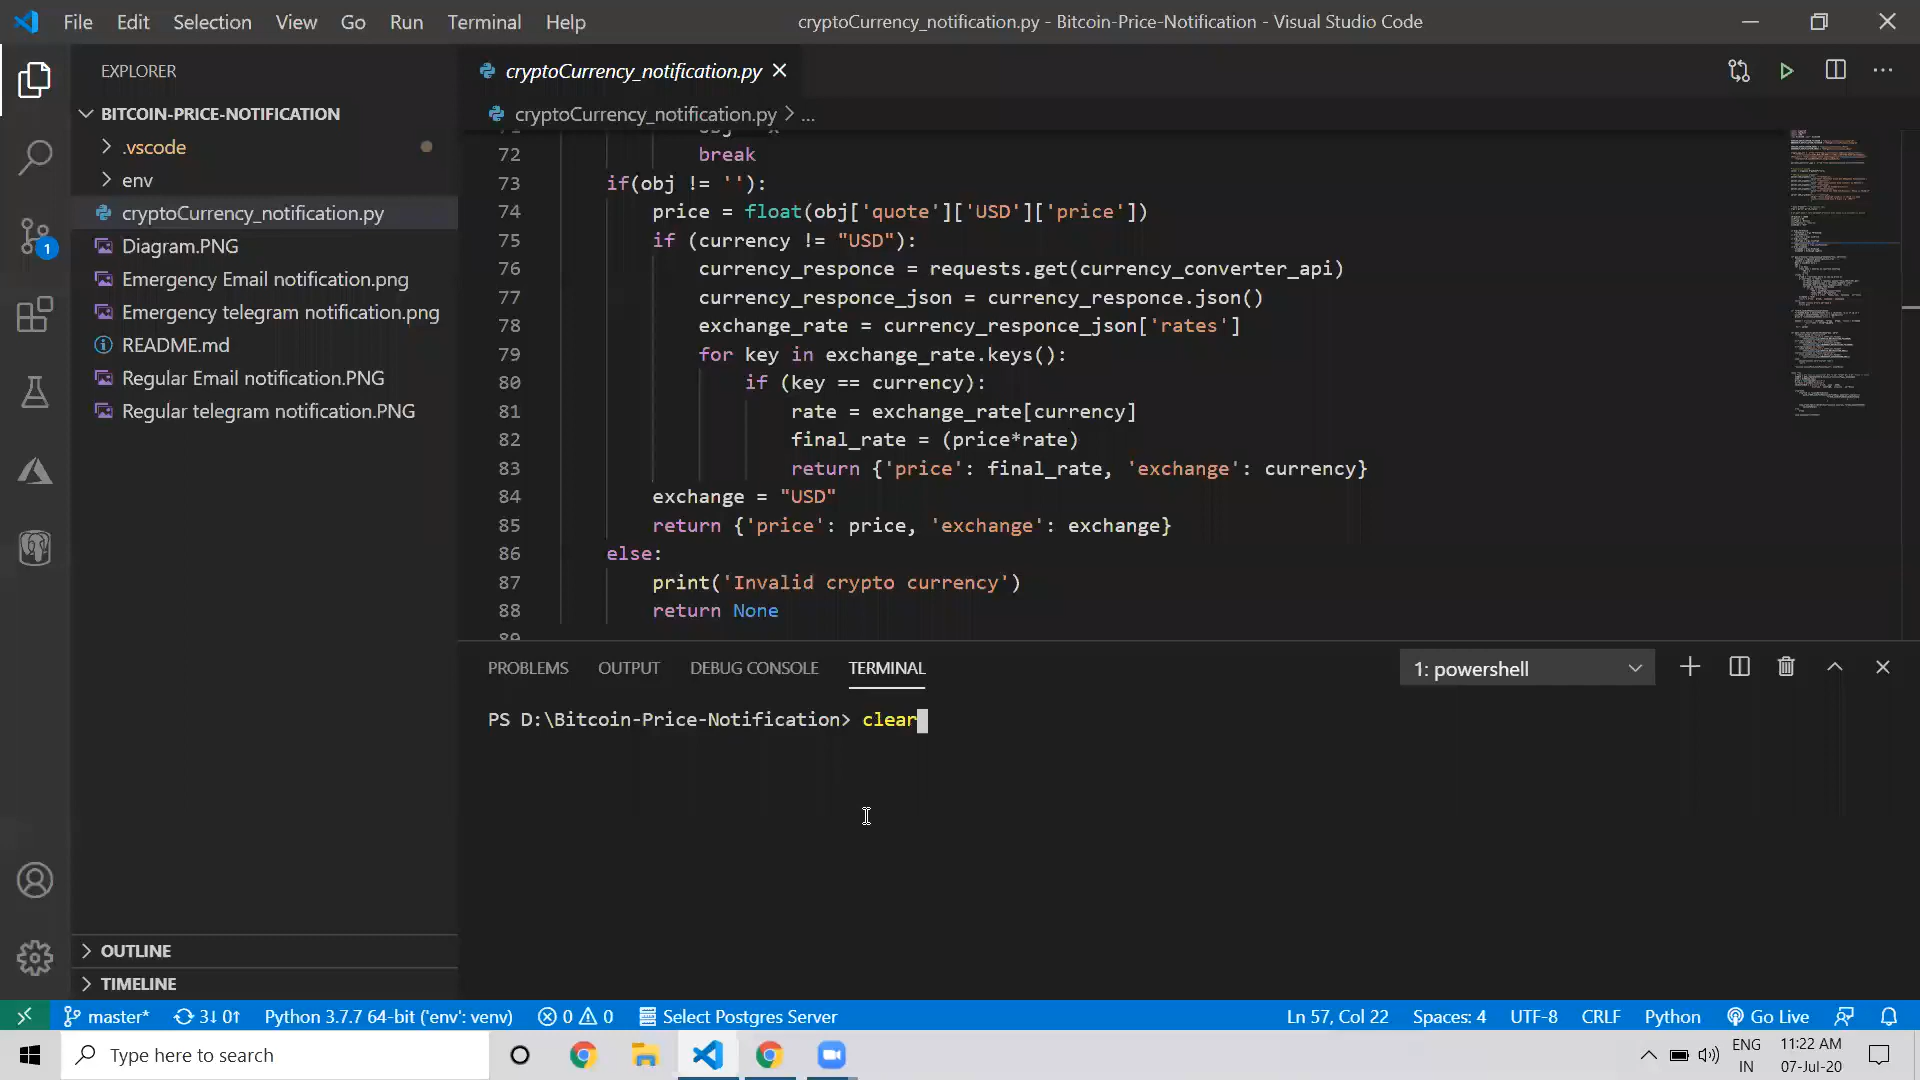 File Edit Selection View Go Run Terminal Help cryptoCurrency_notification.py - Bitcoin-Price-Notification - Visual Studio Code
EXPLORER
BITCOIN-PRICE-NOTIFICATION
.vscode
env
cryptoCurrency_notification.py
Diagram.PNG
Emergency Email notification.png
Emergency telegram notification.png
README.md
Regular Email notification.PNG
Regular telegram notification.PNG
OUTLINE
TIMELINE
1
cryptoCurrency_notification.py
cryptoCurrency_notification.py > ...
72 break
73 if(obj != ''):
74 price = float(obj['quote']['USD']['price'])
75 if (currency != "USD"):
76 currency_responce = requests.get(currency_converter_api)
77 currency_responce_json = currency_responce.json()
78 exchange_rate = currency_responce_json['rates']
79 for key in exchange_rate.keys():
80 if (key == currency):
81 rate = exchange_rate[currency]
82 final_rate = (price*rate)
83 return {'price': final_rate, 'exchange': currency}
84 exchange = "USD"
85 return {'price': price, 'exchange': exchange}
86 else:
87 print('Invalid crypto currency')
88 return None
PROBLEMS OUTPUT DEBUG CONSOLE TERMINAL 1: powershell
PS D:\Bitcoin-Price-Notification> clear
master* 3↓ 0↑ Python 3.7.7 64-bit ('env': venv) 0 0 Select Postgres Server Ln 57, Col 22 Spaces: 4 UTF-8 CRLF Python Go Live
Type here to search
ENG
IN
11:22 AM
07-Jul-20